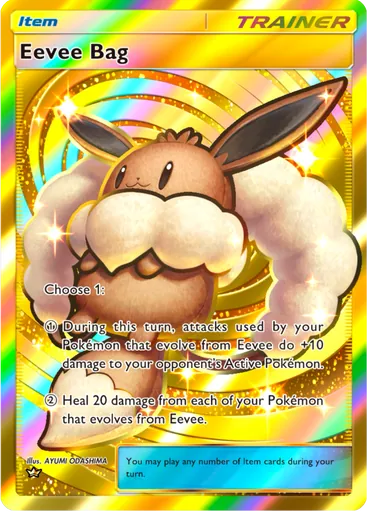 Item TRAINER
Eevee Bag
Choose 1:
① During this turn, attacks used by your
Pokémon that evolve from Eevee do +10
damage to your opponent's Active Pokémon.
② Heal 20 damage from each of your Pokémon
that evolves from Eevee.
Illus. AYUMI ODASHIMA
You may play any number of Item cards during your
turn.